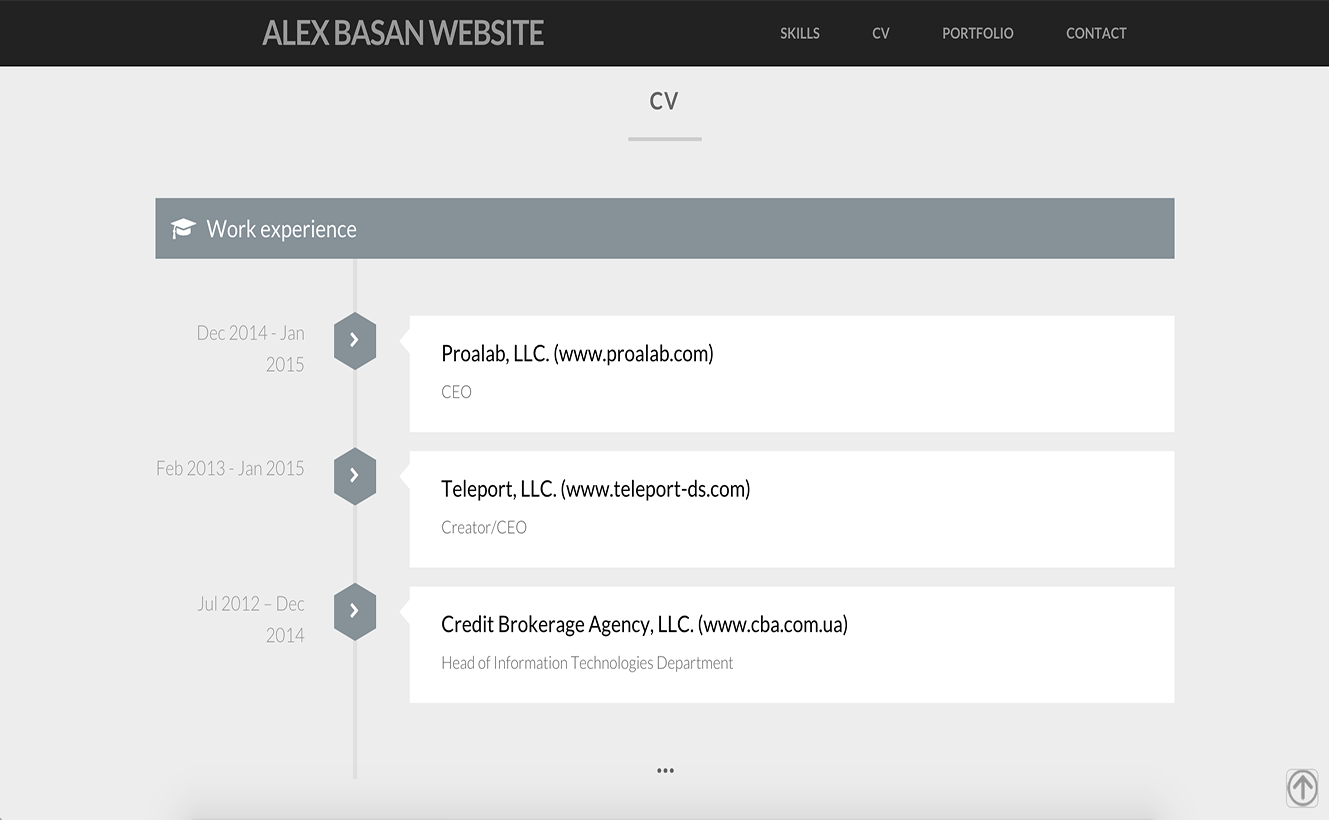 ALEX BASAN WEBSITE
SKILLS
CV
PORTFOLIO
CONTACT
CV
Work experience
Dec 2014 - Jan
2015
Proalab, LLC. (www.proalab.com)
CEO
Feb 2013 - Jan 2015
Teleport, LLC. (www.teleport-ds.com)
Creator/CEO
Jul 2012 – Dec
2014
Credit Brokerage Agency, LLC. (www.cba.com.ua)
Head of Information Technologies Department
...